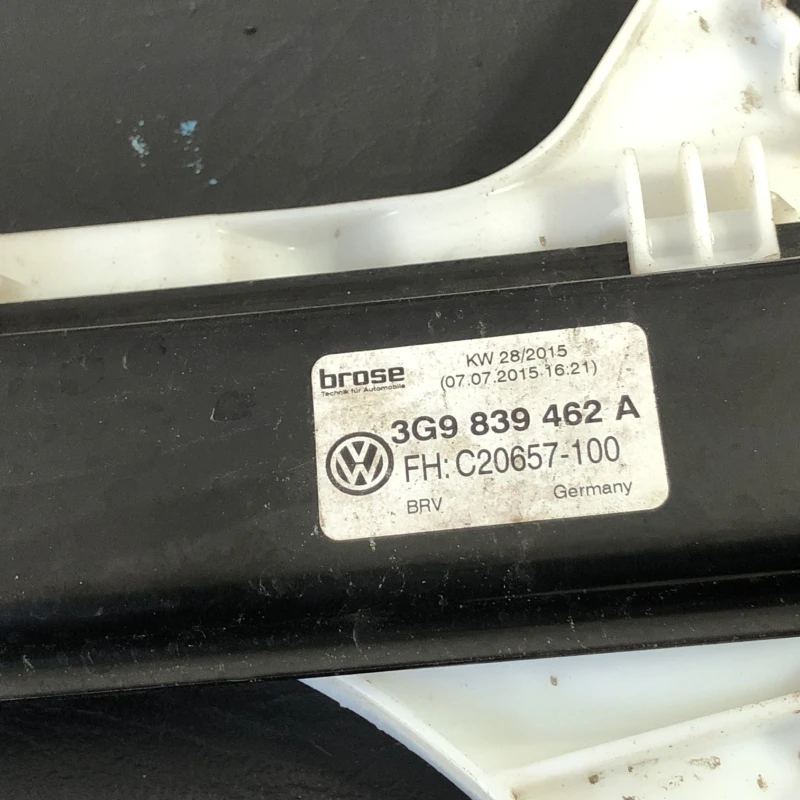 brose
Technik für Automobile
KW 28/2015
(07.07.2015 16:21)
3G9 839 462 A
FH: C20657-100
BRV
Germany